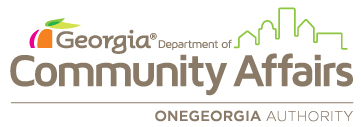 Georgia® Department of
Community Affairs
ONEGEORGIA AUTHORITY